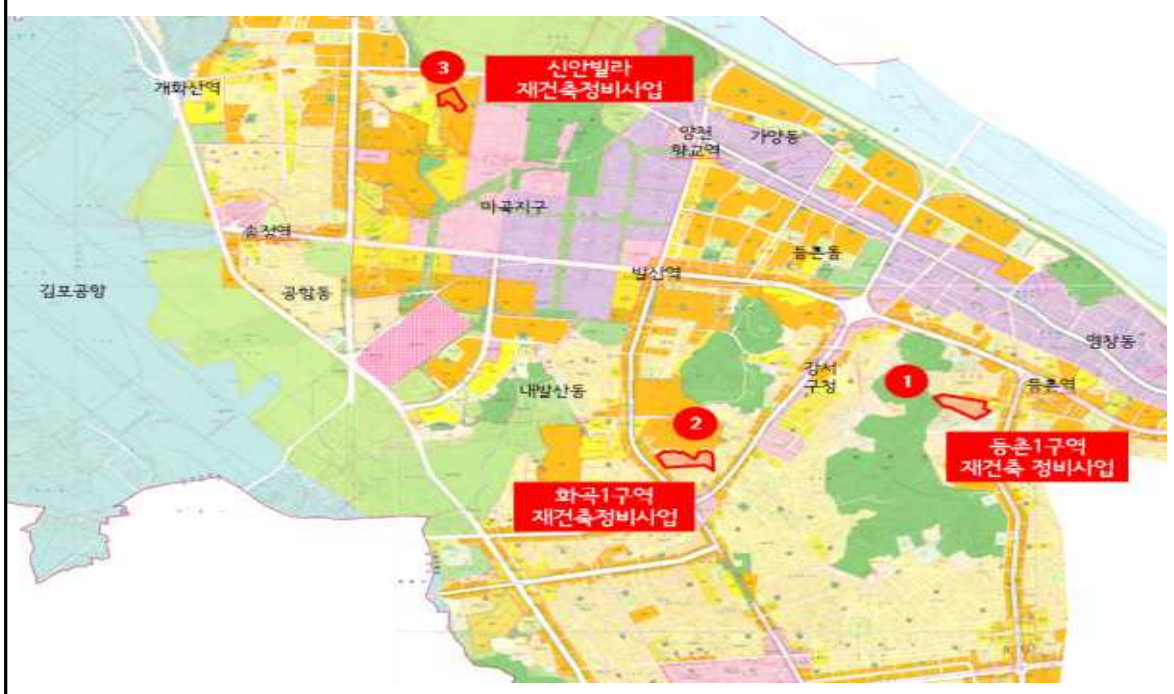 3
신안빌라
재건축정비사업
개화산역
양천
향교역
가양동
마곡지구
송정역
발산역
등촌동
김포공항
공항동
염창동
내발산동
강서
구청
1
등촌역
2
등촌1구역
재건축 정비사업
화곡1구역
재건축정비사업